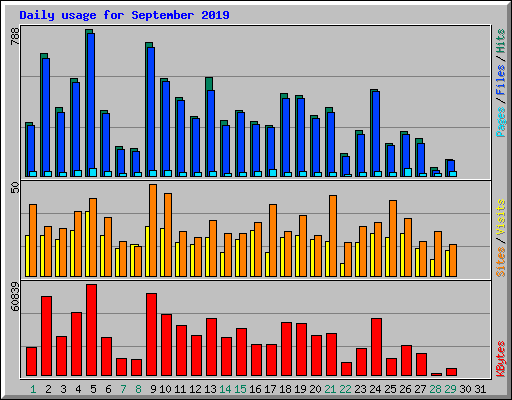 Daily usage for September 2019
788
Pages/Files/Hits
50
Sites/Visits
60839
KBytes
1 2 3 4 5 6 7 8 9 10 11 12 13 14 15 16 17 18 19 20 21 22 23 24 25 26 27 28 29 30 31